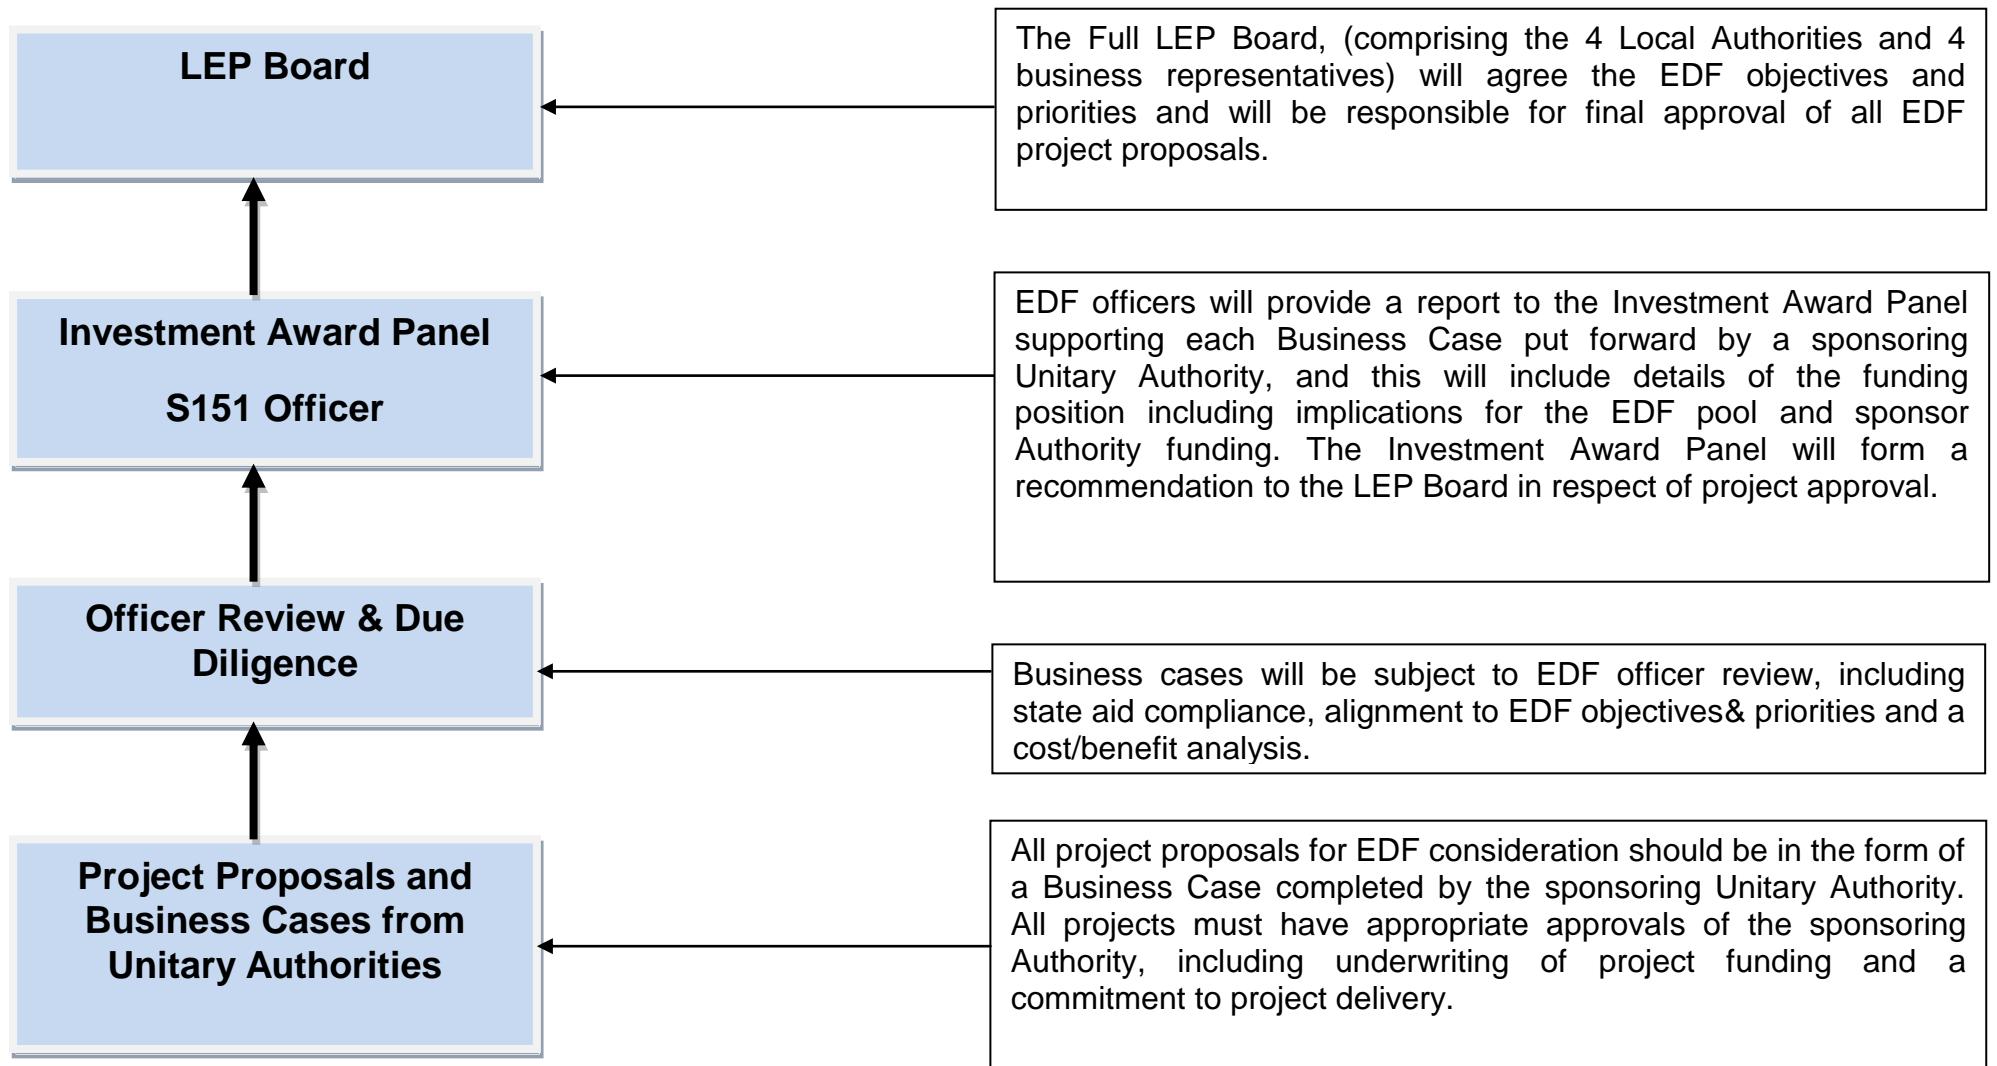 LEP Board
The Full LEP Board, (comprising the 4 Local Authorities and 4
business representatives) will agree the EDF objectives and
priorities and will be responsible for final approval of all EDF
project proposals.
Investment Award Panel
S151 Officer
EDF officers will provide a report to the Investment Award Panel
supporting each Business Case put forward by a sponsoring
Unitary Authority, and this will include details of the funding
position including implications for the EDF pool and sponsor
Authority funding. The Investment Award Panel will form a
recommendation to the LEP Board in respect of project approval.
Officer Review & Due
Diligence
Business cases will be subject to EDF officer review, including
state aid compliance, alignment to EDF objectives& priorities and a
cost/benefit analysis.
Project Proposals and
Business Cases from
Unitary Authorities
All project proposals for EDF consideration should be in the form of
a Business Case completed by the sponsoring Unitary Authority.
All projects must have appropriate approvals of the sponsoring
Authority, including underwriting of project funding and a
commitment to project delivery.